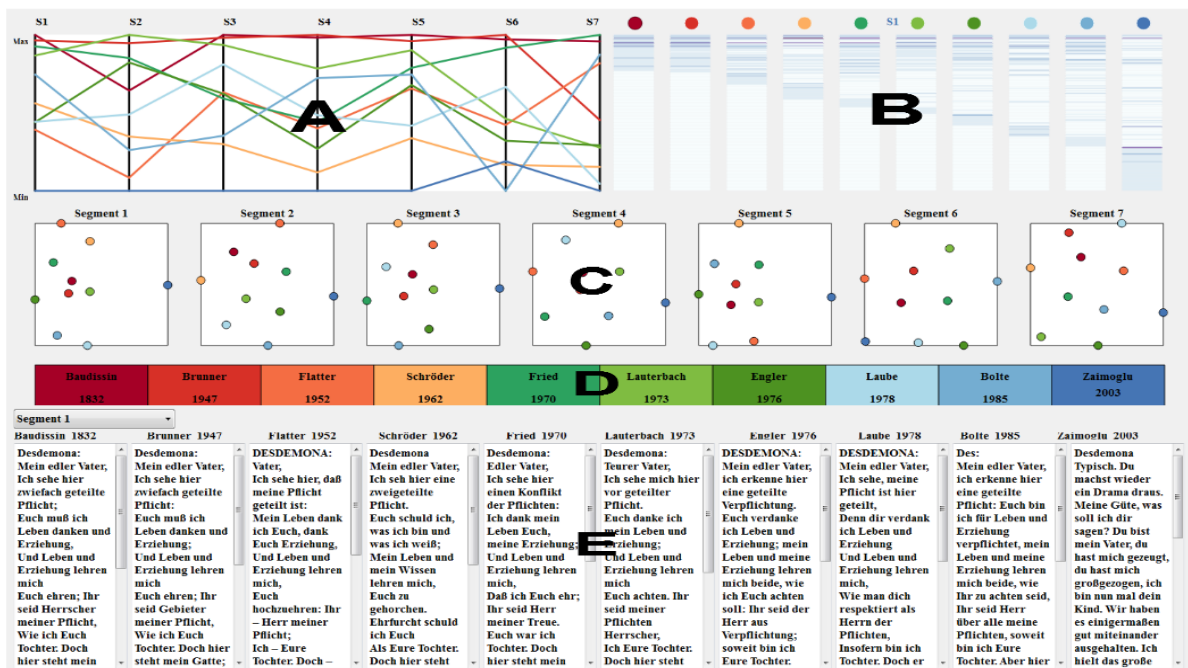 S1 S2 S3 S4 S5 S6 S7
S1
Max
A
B
Min
Segment 1 Segment 2 Segment 3 Segment 4 Segment 5 Segment 6 Segment 7
C
Baudissin Brunner Flatter Schröder Fried D Lauterbach Engler Laube Bolte Zaimoglu
1832 1947 1952 1962 1970 1973 1976 1978 1985 2003
Segment 1
Baudissin 1832 Brunner 1947 Flatter 1952 Schröder 1962 Fried 1970 Lauterbach 1973 Engler 1976 Laube 1978 Bolte 1985 Zaimoglu 2003
Desdemona:
Mein edler Vater,
Ich sehe hier
zwiefach geteilte
Pflicht;
Euch muß ich
Leben danken und
Erziehung,
Und Leben und
Erziehung lehren
mich
Euch ehren; Ihr
seid Herrscher
meiner Pflicht,
Wie ich Euch
Tochter. Doch
hier steht mein
Desdemona:
Mein edler Vater,
Ich sehe hier
zwiefach geteilte
Pflicht:
Euch muß ich
Leben danken und
Erziehung;
Und Leben und
Erziehung lehren
mich
Euch ehren; Ihr
seid Gebieter
meiner Pflicht,
Wie ich Euch
Tochter. Doch hier
steht mein Gatte;
DESDEMONA:
Vater,
Ich sehe hier, daß
meine Pflicht
geteilt ist:
Mein Leben dank
ich Euch, dank
Euch Erziehung,
Und Leben und
Erziehung lehren
mich,
Euch
hochzuehren: Ihr
– Herr meiner
Pflicht;
Ich – Eure
Tochter. Doch –
Desdemona
Mein edler Vater,
Ich seh hier eine
zweigeteilte
Pflicht.
Euch schuld ich,
was ich bin und
was ich weiß;
Mein Leben und
mein Wissen
lehren mich,
Euch zu
gehorchen.
Ehrfurcht schuld
ich Euch
Als Eure Tochter.
Doch hier steht
Desdemona:
Edler Vater,
Ich sehe hier
einen Konflikt
der Pflichten:
Ich dank mein
Leben Euch,
meine Erziehung;
Und Leben und
Erziehung lehren
mich,
Daß ich Euch ehr;
Ihr seid Herr
meiner Treue.
Euch war ich
Tochter. Doch
hier steht mein
E
Desdemona:
Teurer Vater,
Ich sehe mich hier
vor geteilter
Pflicht.
Euch danke ich
mein Leben und
Erziehung;
Und Leben und
Erziehung lehren
mich
Euch achten. Ihr
seid meiner
Pflichten
Herrscher,
Ich Eure Tochter.
Doch hier steht
DESDEMONA:
Mein edler Vater,
ich erkenne hier
eine geteilte
Verpflichtung.
Euch verdanke
ich Leben und
Erziehung; mein
Leben und meine
Erziehung lehren
mich beide, wie
ich Euch achten
soll: Ihr seid der
Herr aus
Verpflichtung;
soweit bin ich
Eure Tochter.
DESDEMONA:
Mein edler Vater,
Ich sehe, meine
Pflicht ist hier
geteilt,
Denn dir verdank
ich Leben und
Erziehung
Und Leben und
Erziehung lehren
mich,
Wie man dich
respektiert als
Herrn der
Pflichten,
Insofern bin ich
Tochter. Doch er
Des:
Mein edler Vater,
ich erkenne hier
eine geteilte
Pflicht: Euch bin
ich für Leben und
Erziehung
verpflichtet, mein
Leben und meine
Erziehung lehren
mich beide, wie
Ihr zu achten seid,
Ihr seid Herr
über alle meine
Pflichten, soweit
bin ich Eure
Tochter. Aber hier
Desdemona
Typisch. Du
machst wieder
ein Drama draus.
Meine Güte, was
soll ich dir
sagen? Du bist
mein Vater, du
hast mich gezeugt,
du hast mich
großgezogen, ich
bin nun mal dein
Kind. Wir haben
es einigermaßen
gut miteinander
ausgehalten. Ich
hielt das große